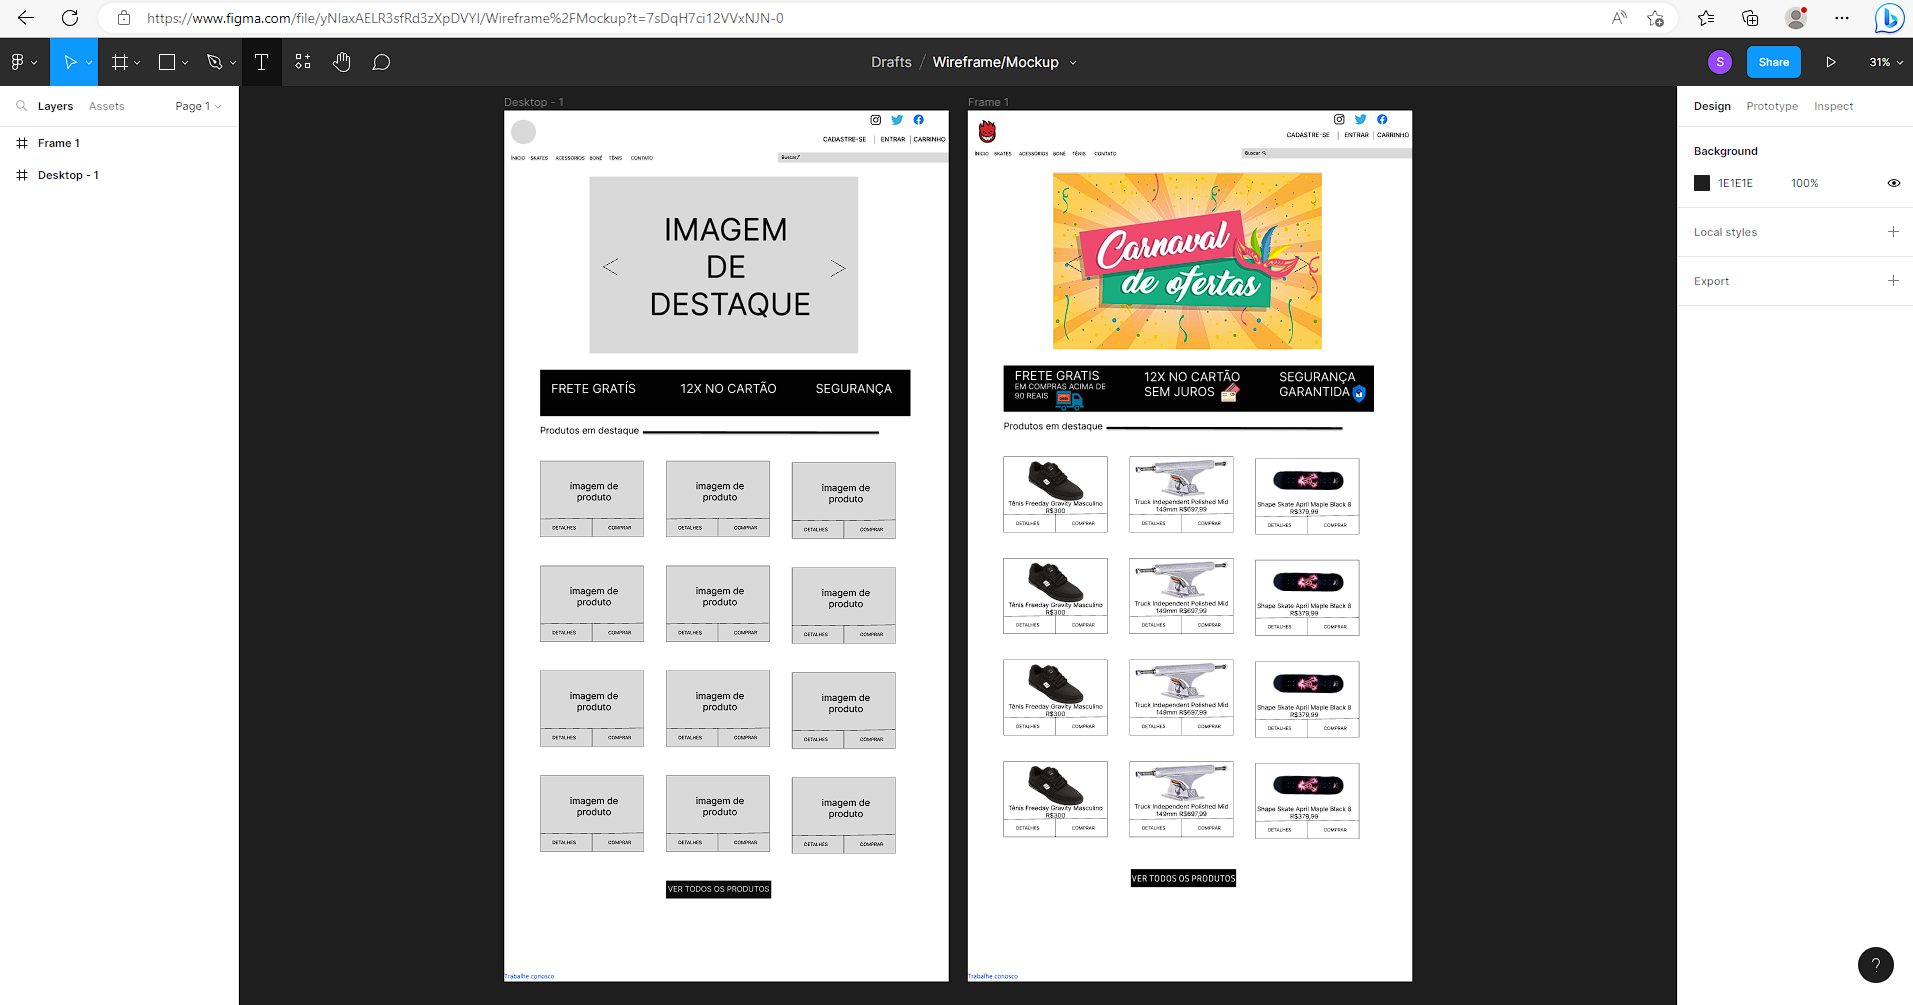 https://www.figma.com/file/yNIaxAELR3sfRd3zXpDVYI/Wireframe%2FMockup?t=7sDqH7ci12VVxNJN-0
Drafts / Wireframe/Mockup
S
Share
31%
Layers
Assets
Page 1
Frame 1
Desktop - 1
Desktop - 1
CADASTRE-SE | ENTRAR | CARRINHO
ÍNICIO SKATES ACESSÓRIOS BONÉ TÊNIS CONTATO
Buscar
IMAGEM
DE
DESTAQUE
FRETE GRATÍS
12X NO CARTÃO
SEGURANÇA
Produtos em destaque
imagem de
produto
DETALHES COMPRAR
imagem de
produto
DETALHES COMPRAR
imagem de
produto
DETALHES COMPRAR
imagem de
produto
DETALHES COMPRAR
imagem de
produto
DETALHES COMPRAR
imagem de
produto
DETALHES COMPRAR
imagem de
produto
DETALHES COMPRAR
imagem de
produto
DETALHES COMPRAR
imagem de
produto
DETALHES COMPRAR
imagem de
produto
DETALHES COMPRAR
imagem de
produto
DETALHES COMPRAR
imagem de
produto
DETALHES COMPRAR
VER TODOS OS PRODUTOS
Trabalhe conosco
Frame 1
CADASTRE-SE | ENTRAR | CARRINHO
ÍNICIO SKATES ACESSÓRIOS BONÉ TÊNIS CONTATO
Buscar
Carnaval
de ofertas
FRETE GRATIS
EM COMPRAS ACIMA DE
90 REAIS
12X NO CARTÃO
SEM JUROS
SEGURANÇA
GARANTIDA
Produtos em destaque
Tênis Freeday Gravity Masculino
R$300
DETALHES COMPRAR
Truck Independent Polished Mid
149mm R$697,99
DETALHES COMPRAR
Shape Skate April Maple Black 8
R$379,99
DETALHES COMPRAR
Tênis Freeday Gravity Masculino
R$300
DETALHES COMPRAR
Truck Independent Polished Mid
149mm R$697,99
DETALHES COMPRAR
Shape Skate April Maple Black 8
R$379,99
DETALHES COMPRAR
Tênis Freeday Gravity Masculino
R$300
DETALHES COMPRAR
Truck Independent Polished Mid
149mm R$697,99
DETALHES COMPRAR
Shape Skate April Maple Black 8
R$379,99
DETALHES COMPRAR
Tênis Freeday Gravity Masculino
R$300
DETALHES COMPRAR
Truck Independent Polished Mid
149mm R$697,99
DETALHES COMPRAR
Shape Skate April Maple Black 8
R$379,99
DETALHES COMPRAR
VER TODOS OS PRODUTOS
Trabalhe conosco
Design
Prototype
Inspect
Background
1E1E1E 100%
Local styles
Export
?